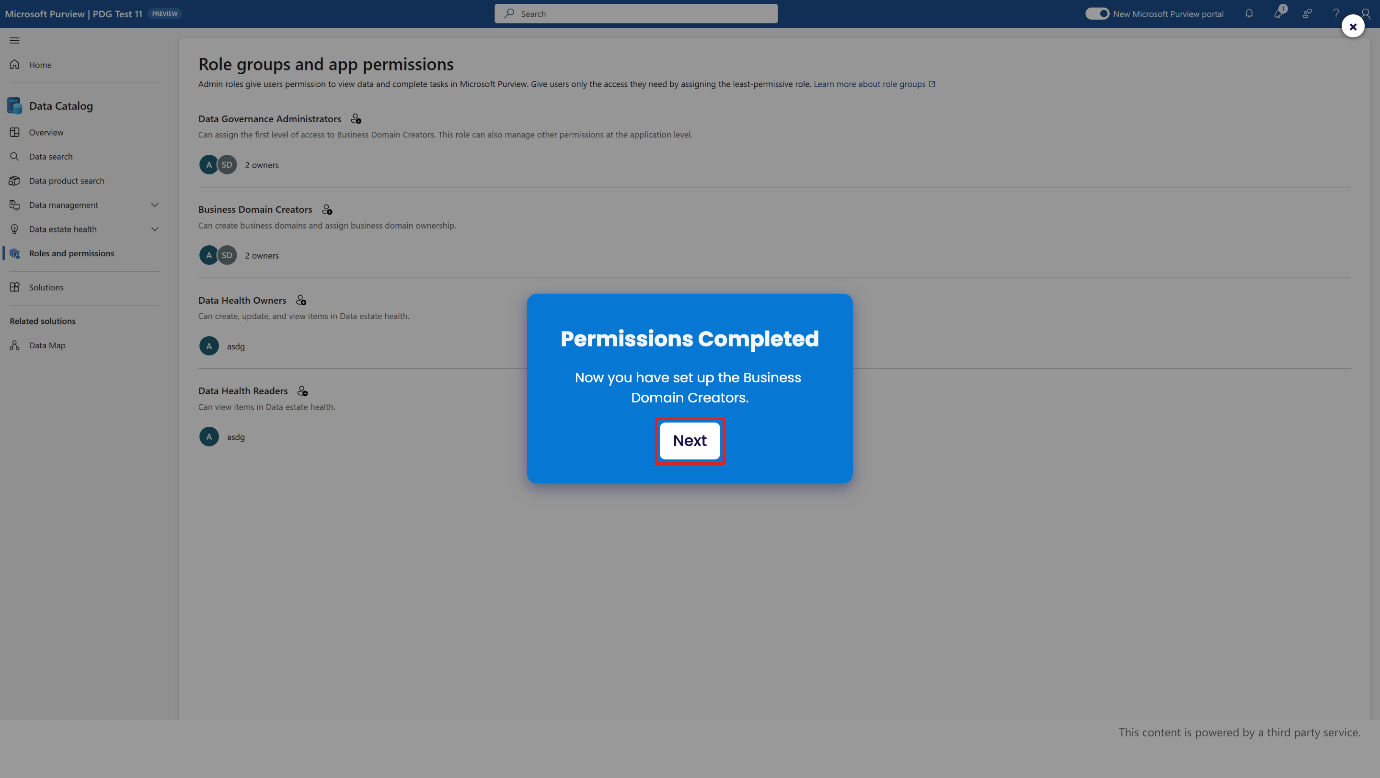 Microsoft Purview | PDG Test 11 PREVIEW
Search
New Microsoft Purview portal
1
?
Home
Data Catalog
Overview
Data search
Data product search
Data management
Data estate health
Roles and permissions
Solutions
Related solutions
Data Map
Role groups and app permissions
Admin roles give users permission to view data and complete tasks in Microsoft Purview. Give users only the access they need by assigning the least-permissive role. Learn more about role groups
Data Governance Administrators
Can assign the first level of access to Business Domain Creators. This role can also manage other permissions at the application level.
A SD 2 owners
Business Domain Creators
Can create business domains and assign business domain ownership.
A SD 2 owners
Data Health Owners
Can create, update, and view items in Data estate health.
A asdg
Data Health Readers
Can view items in Data estate health.
A asdg
Permissions Completed
Now you have set up the Business
Domain Creators.
Next
This content is powered by a third party service.